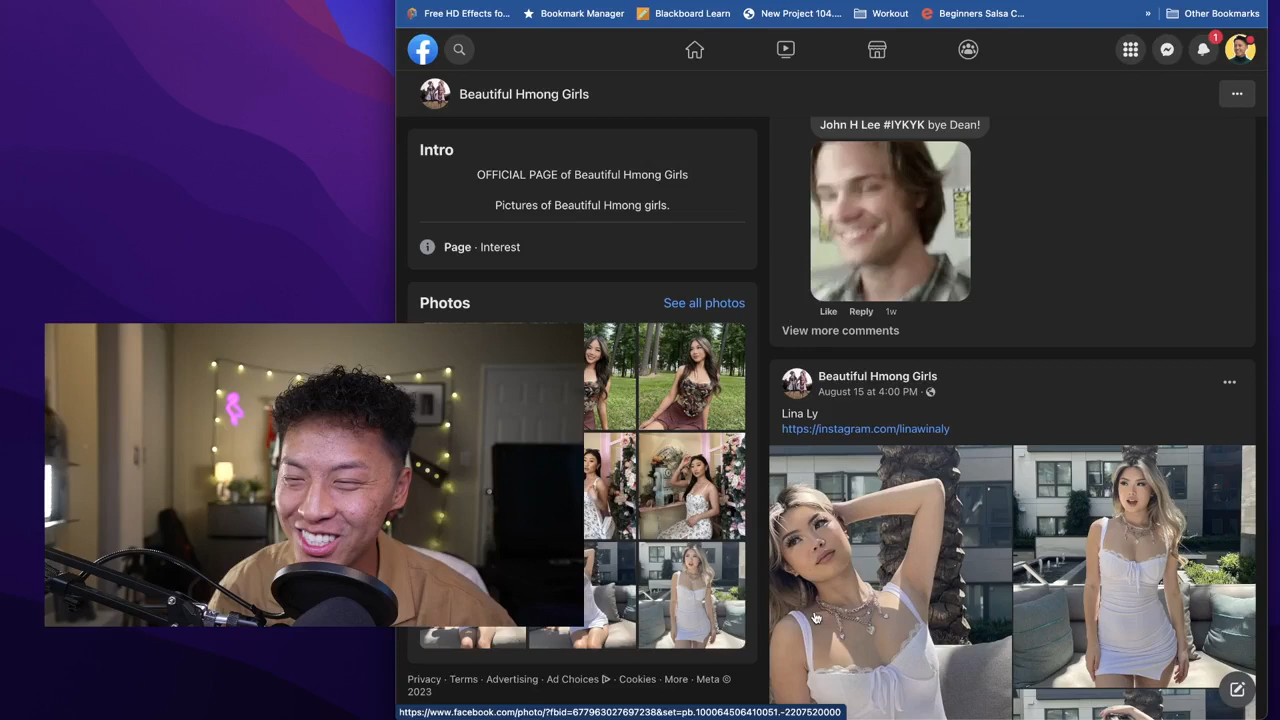 Free HD Effects fo...
Bookmark Manager
Blackboard Learn
New Project 104....
Workout
Beginners Salsa C...
»
Other Bookmarks
1
Beautiful Hmong Girls
...
Intro
OFFICIAL PAGE of Beautiful Hmong Girls
Pictures of Beautiful Hmong girls.
Page · Interest
Photos
See all photos
Privacy · Terms · Advertising · Ad Choices · Cookies · More · Meta ©
2023
John H Lee #IYKYK bye Dean!
Like Reply 1w
View more comments
Beautiful Hmong Girls
August 15 at 4:00 PM ·
Lina Ly
https://instagram.com/linawinaly
https://www.facebook.com/photo/?fbid=677963027697238&set=pb.100064506410051.-2207520000